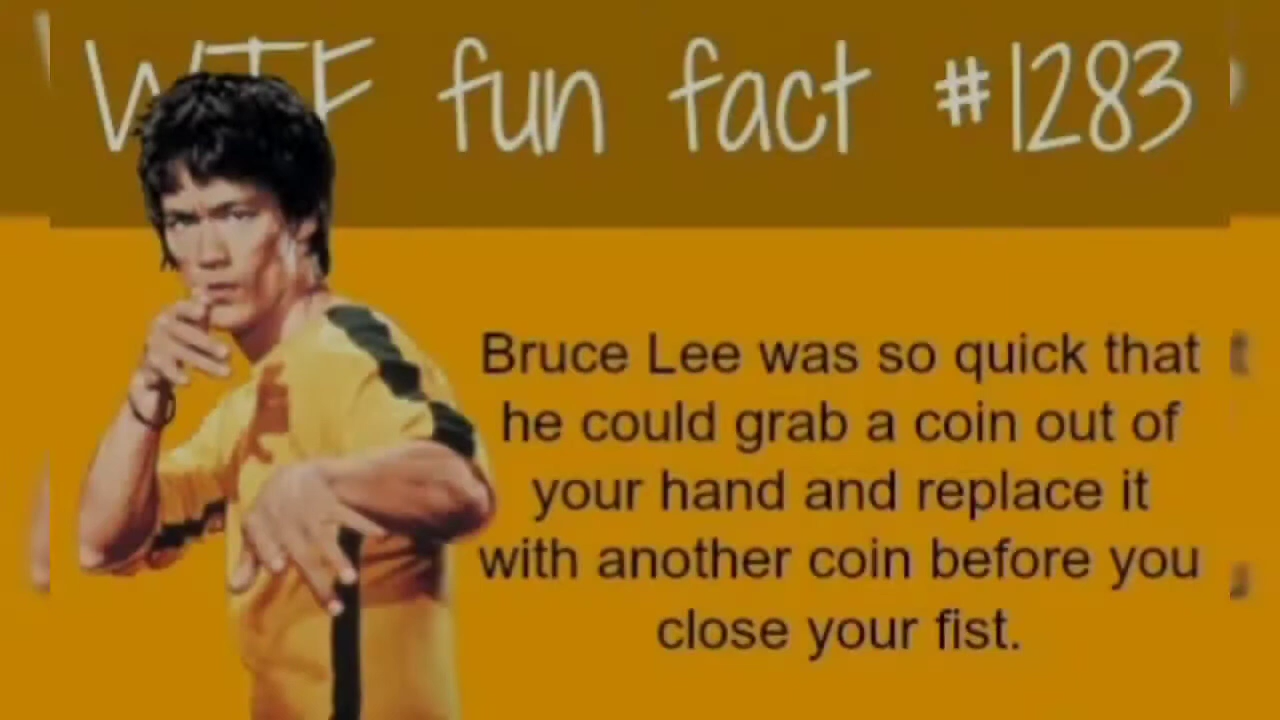 WTF fun fact #1283
Bruce Lee was so quick that
he could grab a coin out of
your hand and replace it
with another coin before you
close your fist.